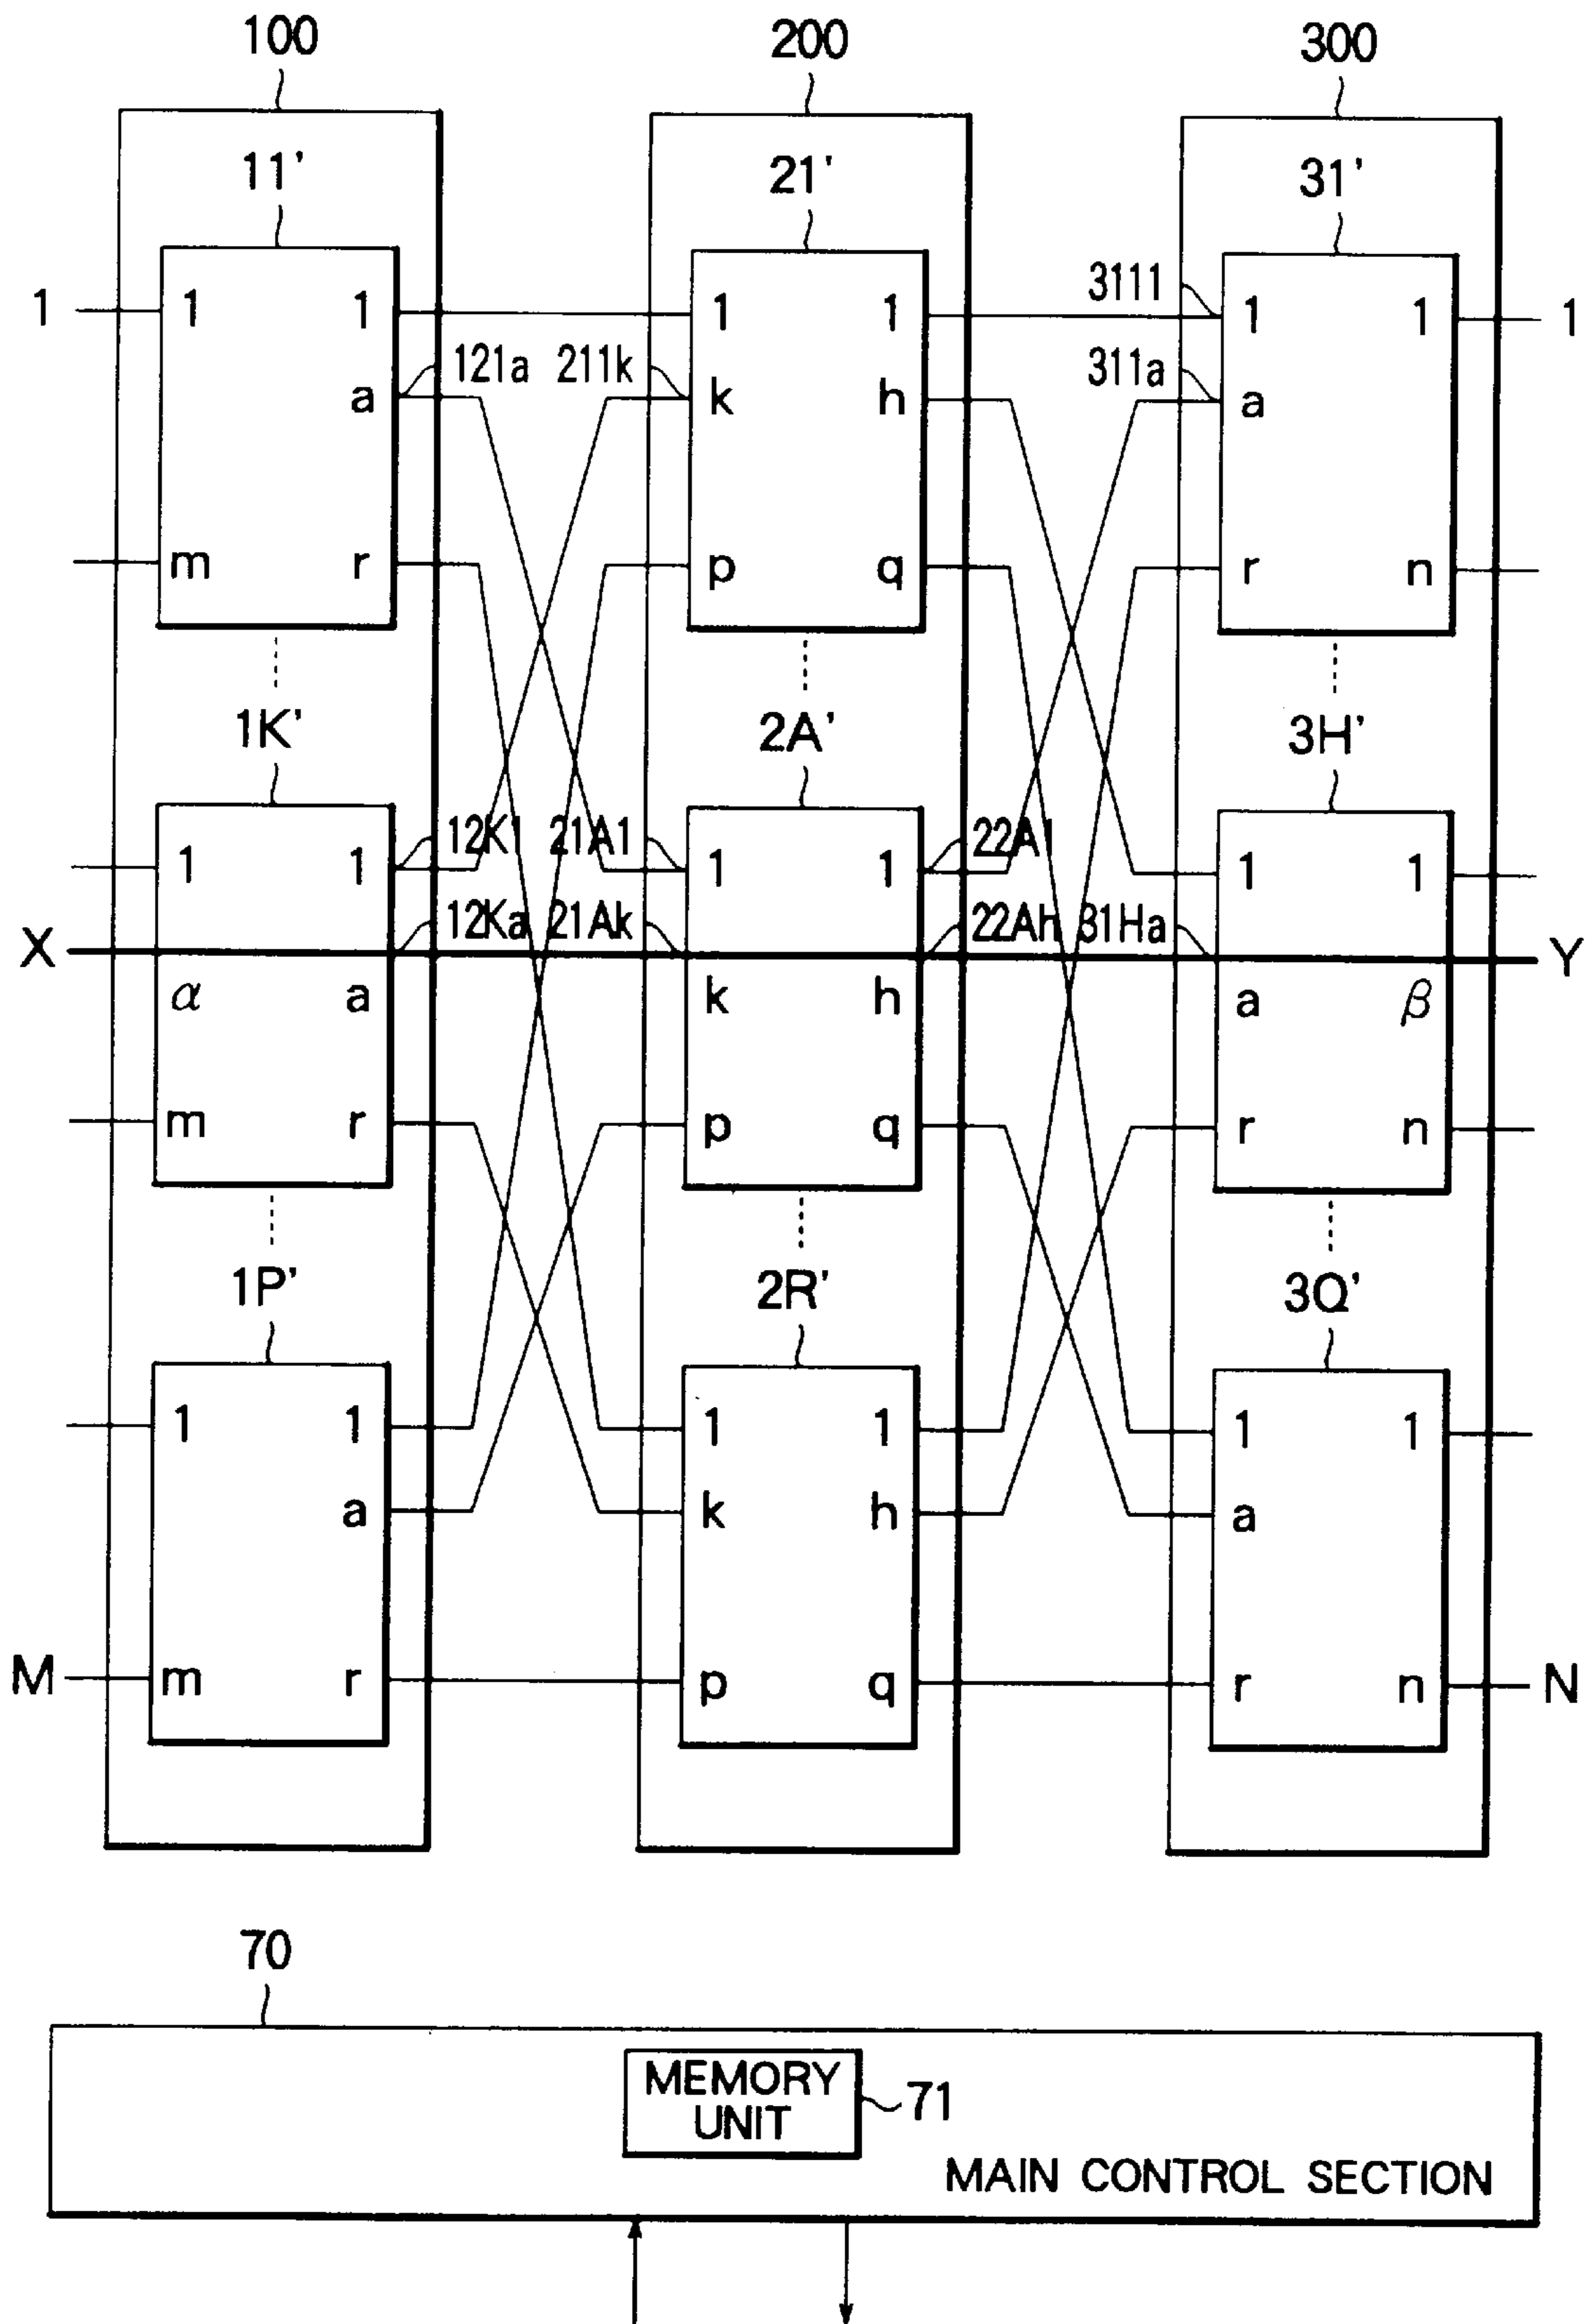 100 200 300
11' 21' 31'
1 1 1 1 1 3111 1 1 1
121a 211k 311a
a k h a
m r p q r n
1K' 2A' 3H'
12K1 21A1 22A1
1 1 1 1 1 1
12Ka 21Ak 22Ah 31Ha
X Y
α a k h a β
m r p q r n
1P' 2R' 3Q'
1 1 1 1 1 1
a k h a
M m r p q r n N
70
MEMORY
UNIT
71
MAIN CONTROL SECTION